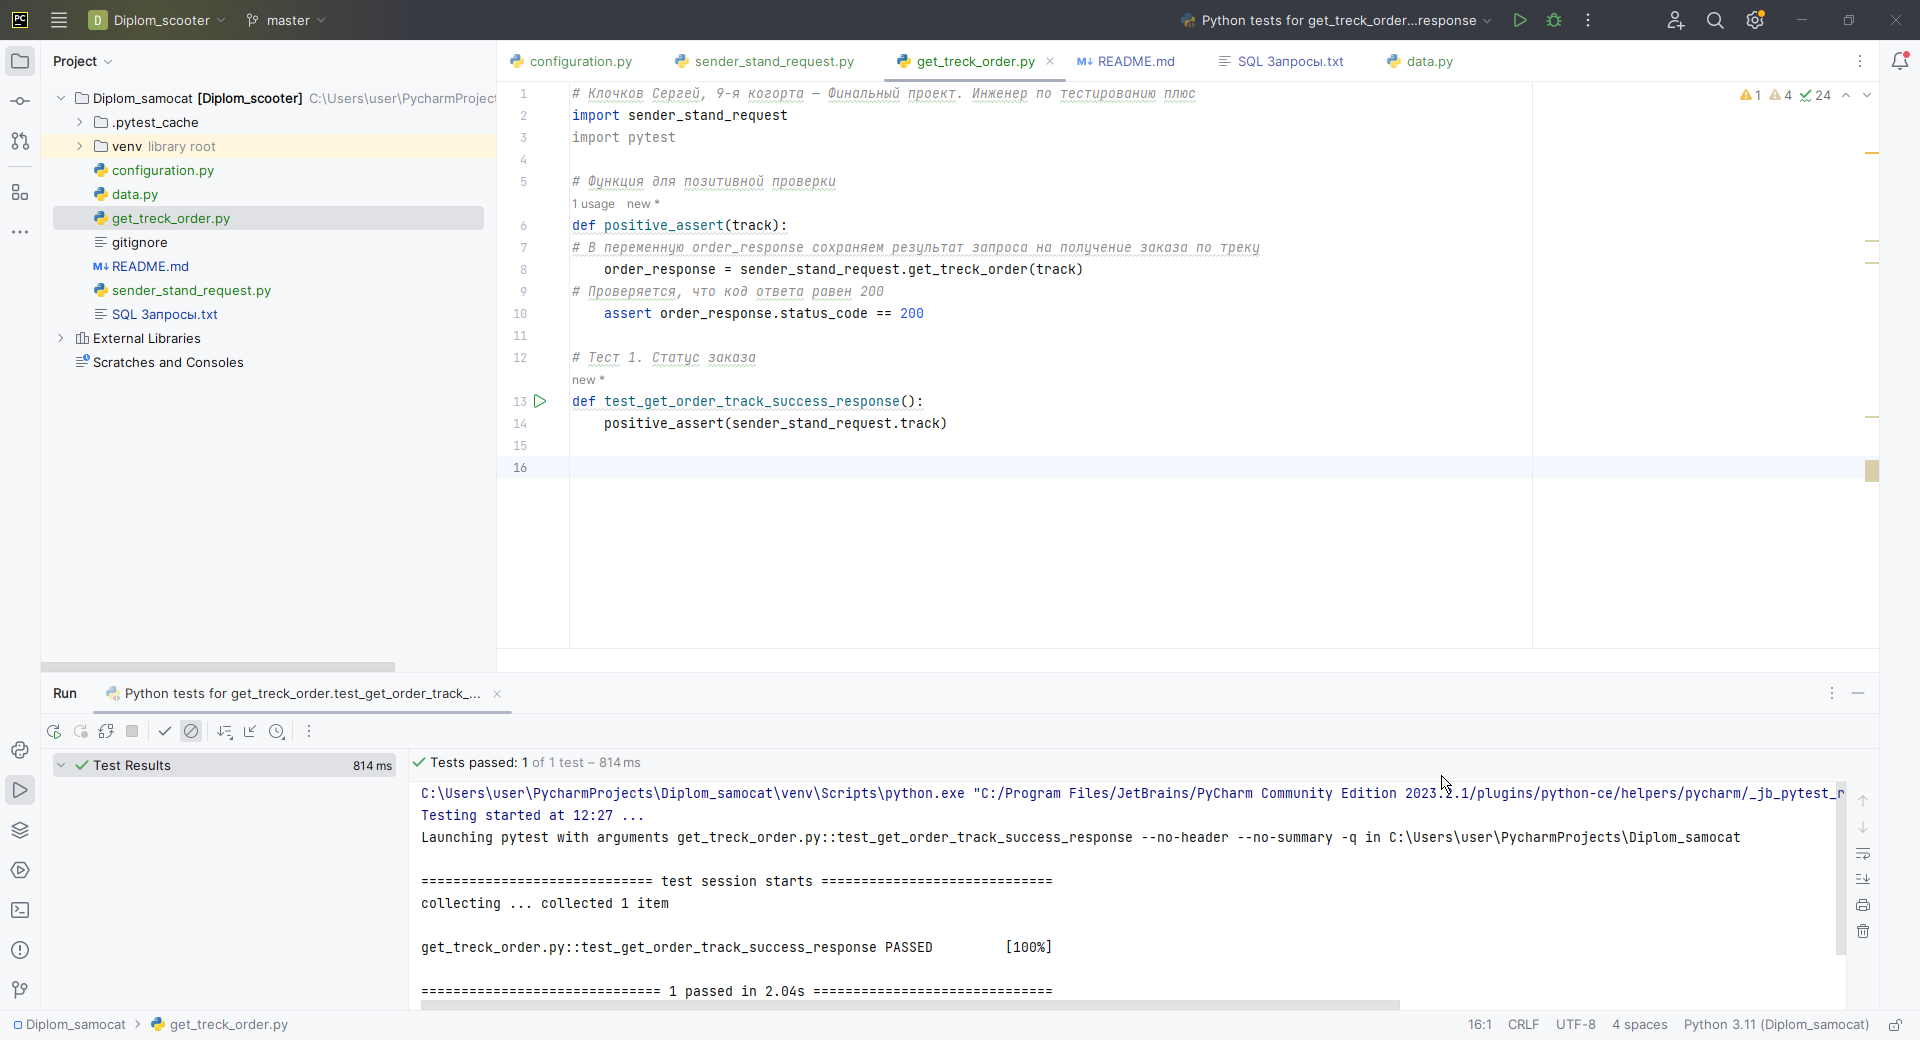 PC
D Diplom_scooter
master
Python tests for get_treck_order...response
Project
configuration.py
sender_stand_request.py
get_treck_order.py
README.md
SQL Запросы.txt
data.py
Diplom_samocat [Diplom_scooter] C:\Users\user\PycharmProject
.pytest_cache
venv library root
configuration.py
data.py
get_treck_order.py
gitignore
README.md
sender_stand_request.py
SQL Запросы.txt
External Libraries
Scratches and Consoles
1 4 24
1 # Клочков Сергей, 9-я когорта — Финальный проект. Инженер по тестированию плюс
2 import sender_stand_request
3 import pytest
4
5 # Функция для позитивной проверки
1 usage new *
6 def positive_assert(track):
7 # В переменную order_response сохраняем результат запроса на получение заказа по треку
8 order_response = sender_stand_request.get_treck_order(track)
9 # Проверяется, что код ответа равен 200
10 assert order_response.status_code == 200
11
12 # Тест 1. Статус заказа
new *
13 def test_get_order_track_success_response():
14 positive_assert(sender_stand_request.track)
15
16
Run
Python tests for get_treck_order.test_get_order_track_...
Test Results 814 ms
Tests passed: 1 of 1 test – 814 ms
C:\Users\user\PycharmProjects\Diplom_samocat\venv\Scripts\python.exe "C:/Program Files/JetBrains/PyCharm Community Edition 2023.2.1/plugins/python-ce/helpers/pycharm/_jb_pytest_r
Testing started at 12:27 ...
Launching pytest with arguments get_treck_order.py::test_get_order_track_success_response --no-header --no-summary -q in C:\Users\user\PycharmProjects\Diplom_samocat
============================= test session starts =============================
collecting ... collected 1 item
get_treck_order.py::test_get_order_track_success_response PASSED [100%]
============================== 1 passed in 2.04s ==============================
Diplom_samocat > get_treck_order.py
16:1 CRLF UTF-8 4 spaces Python 3.11 (Diplom_samocat)